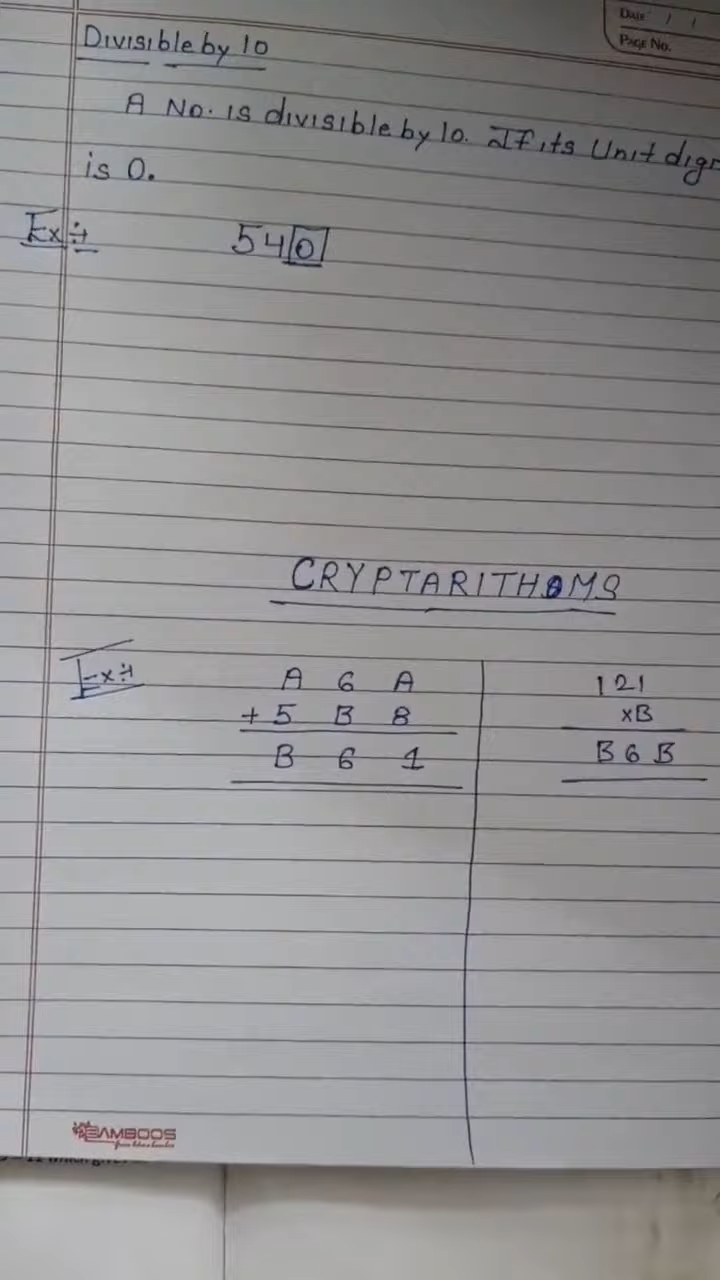 Date / /
Page No.
Divisible by 10
A No. is divisible by 10. If its Unit digi
is 0.
Ex :- 540
CRYPTARITHMS
Ex :-
A 6 A
+ 5 B 8
B 6 1
121
xB
B 6 B
BAMBOOS